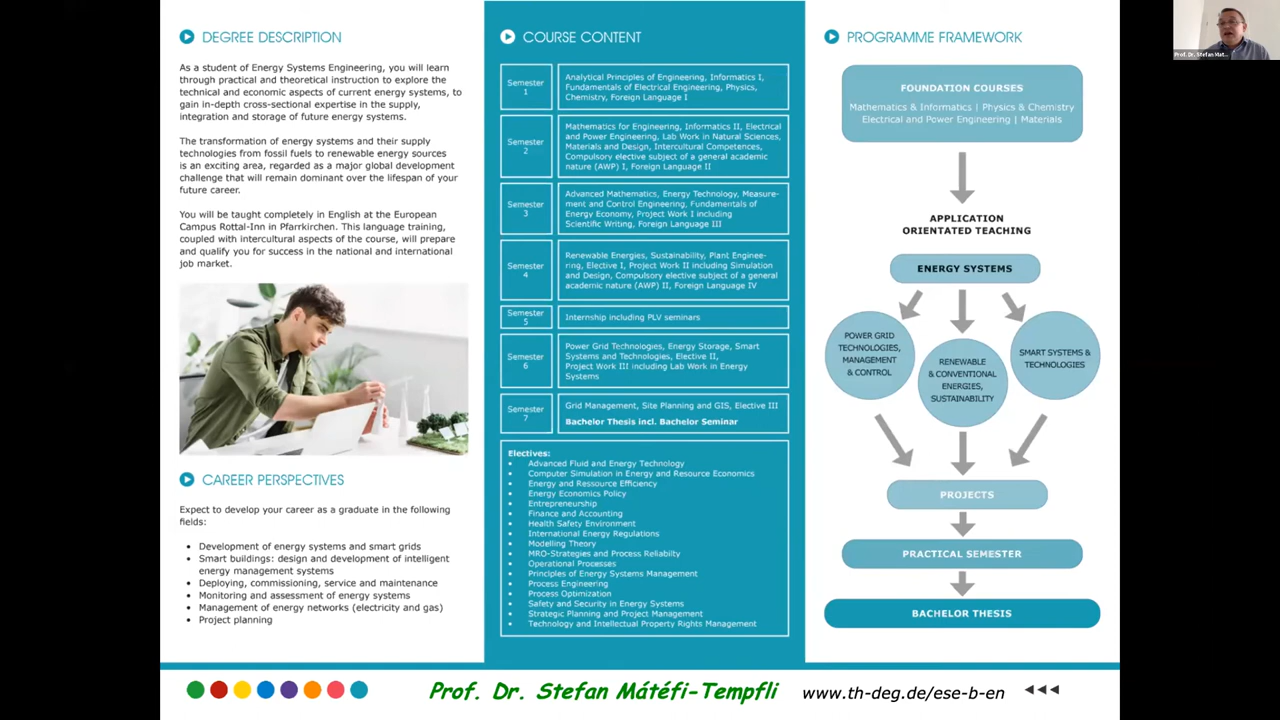 DEGREE DESCRIPTION
As a student of Energy Systems Engineering, you will learn
through practical and theoretical instruction to explore the
technical and economic aspects of current energy systems, to
gain in-depth cross-sectional expertise in the supply,
integration and storage of future energy systems.
The transformation of energy systems and their supply
technologies from fossil fuels to renewable energy sources
is an exciting area, regarded as a major global development
challenge that will remain dominant over the lifespan of your
future career.
You will be taught completely in English at the European
Campus Rottal-Inn in Pfarrkirchen. This language training,
coupled with intercultural aspects of the course, will prepare
and qualify you for success in the national and international
job market.
CAREER PERSPECTIVES
Expect to develop your career as a graduate in the following
fields:
• Development of energy systems and smart grids
• Smart buildings: design and development of intelligent
energy management systems
• Deploying, commissioning, service and maintenance
• Monitoring and assessment of energy systems
• Management of energy networks (electricity and gas)
• Project planning
COURSE CONTENT
Semester
1
Analytical Principles of Engineering, Informatics I,
Fundamentals of Electrical Engineering, Physics,
Chemistry, Foreign Language I
Semester
2
Mathematics for Engineering, Informatics II, Electrical
and Power Engineering, Lab Work in Natural Sciences,
Materials and Design, Intercultural Competences,
Compulsory elective subject of a general academic
nature (AWP) I, Foreign Language II
Semester
3
Advanced Mathematics, Energy Technology, Measure-
ment and Control Engineering, Fundamentals of
Energy Economy, Project Work I including
Scientific Writing, Foreign Language III
Semester
4
Renewable Energies, Sustainability, Plant Enginee-
ring, Elective I, Project Work II including Simulation
and Design, Compulsory elective subject of a general
academic nature (AWP) II, Foreign Language IV
Semester
5
Internship including PLV seminars
Semester
6
Power Grid Technologies, Energy Storage, Smart
Systems and Technologies, Elective II,
Project Work III including Lab Work in Energy
Systems
Semester
7
Grid Management, Site Planning and GIS, Elective III
Bachelor Thesis incl. Bachelor Seminar
Electives:
• Advanced Fluid and Energy Technology
• Computer Simulation in Energy and Resource Economics
• Energy and Ressource Efficiency
• Energy Economics Policy
• Entrepreneurship
• Finance and Accounting
• Health Safety Environment
• International Energy Regulations
• Modelling Theory
• MRO-Strategies and Process Reliabilty
• Operational Processes
• Principles of Energy Systems Management
• Process Engineering
• Process Optimization
• Safety and Security in Energy Systems
• Strategic Planning and Project Management
• Technology and Intellectual Property Rights Management
PROGRAMME FRAMEWORK
FOUNDATION COURSES
Mathematics & Informatics | Physics & Chemistry
Electrical and Power Engineering | Materials
APPLICATION
ORIENTATED TEACHING
ENERGY SYSTEMS
POWER GRID
TECHNOLOGIES,
MANAGEMENT
& CONTROL
RENEWABLE
& CONVENTIONAL
ENERGIES,
SUSTAINABILITY
SMART SYSTEMS &
TECHNOLOGIES
PROJECTS
PRACTICAL SEMESTER
BACHELOR THESIS
Prof. Dr. Stefan Mátéfi-Tempfli
www.th-deg.de/ese-b-en
Prof. Dr. Stefan Mat...